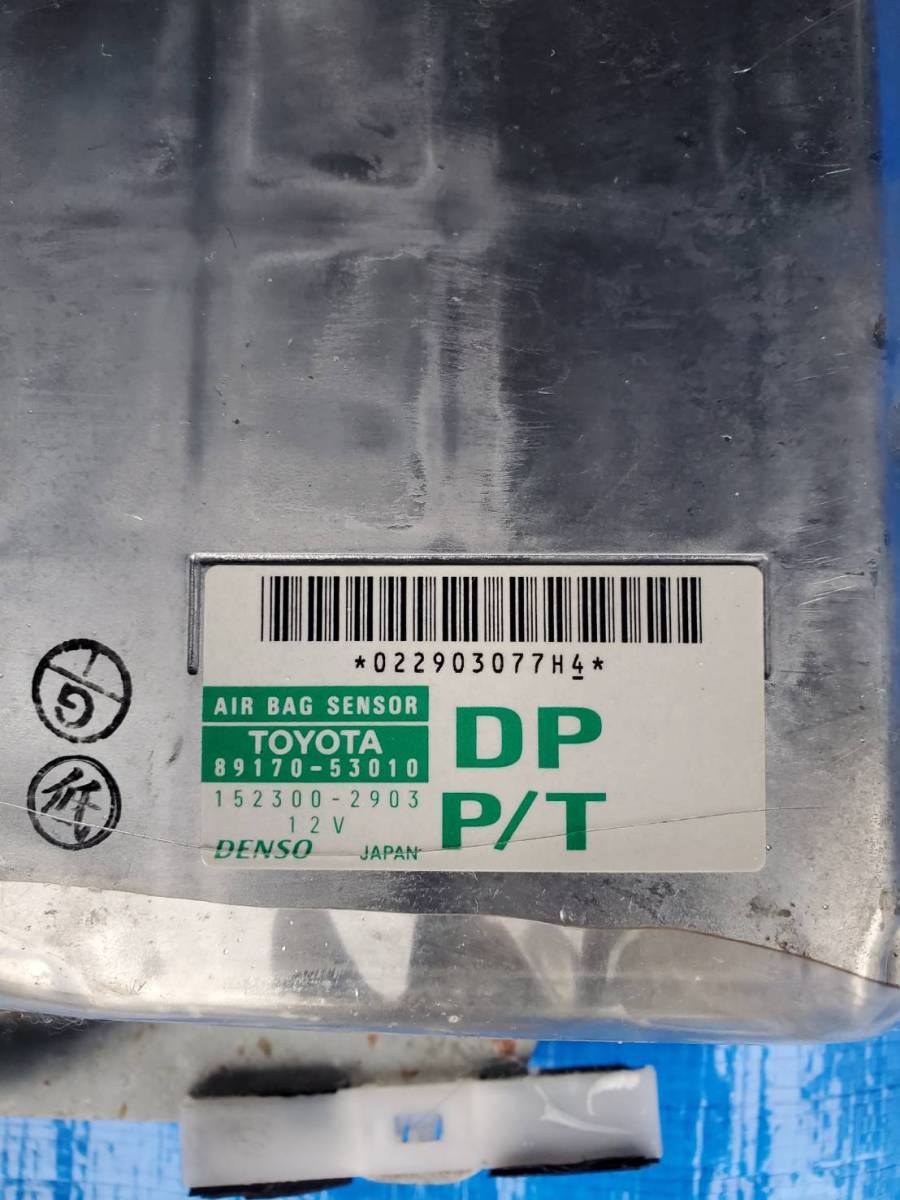 *022903077H4*
AIR BAG SENSOR
TOYOTA
89170-53010
152300-2903
12V
DENSO JAPAN
DP
P/T
G